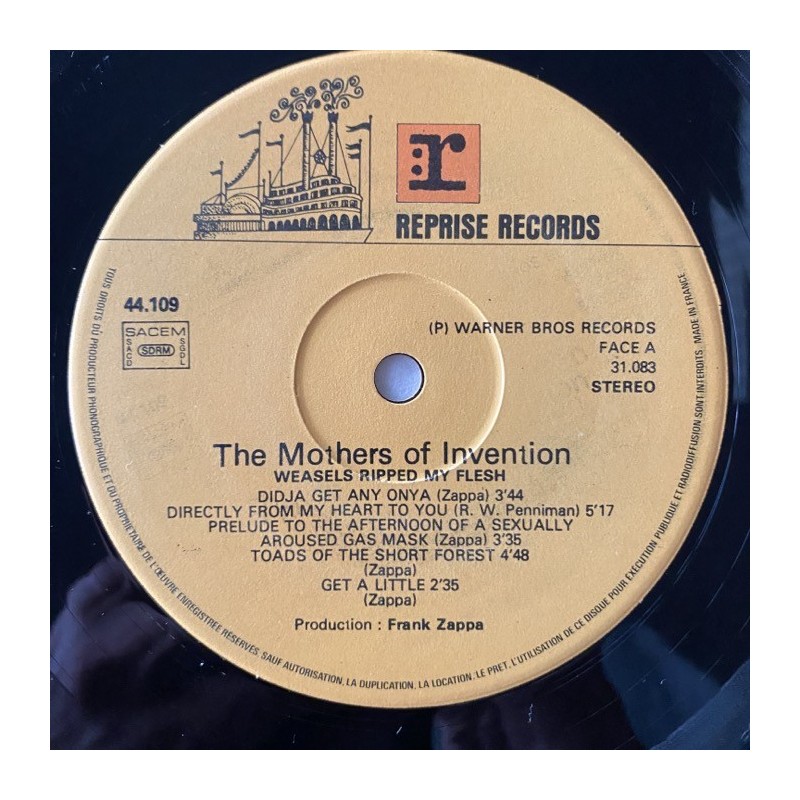 r
REPRISE RECORDS
44.109
SACEM
SACD
SDRM
SGDL
(P) WARNER BROS RECORDS
FACE A
31.083
STEREO
The Mothers of Invention
WEASELS RIPPED MY FLESH
DIDJA GET ANY ONYA (Zappa) 3'44
DIRECTLY FROM MY HEART TO YOU (R. W. Penniman) 5'17
PRELUDE TO THE AFTERNOON OF A SEXUALLY
AROUSED GAS MASK (Zappa) 3'35
TOADS OF THE SHORT FOREST 4'48
(Zappa)
GET A LITTLE 2'35
(Zappa)
Production : Frank Zappa
TOUS DROITS DU PRODUCTEUR PHONOGRAPHIQUE ET DU PROPRIETAIRE DE L'ŒUVRE ENREGISTREE RESERVES. SAUF AUTORISATION, LA DUPLICATION, LA LOCATION, LE PRET, L'UTILISATION DE CE DISQUE POUR EXECUTION PUBLIQUE ET RADIODIFFUSION SONT INTERDITS. MADE IN FRANCE.